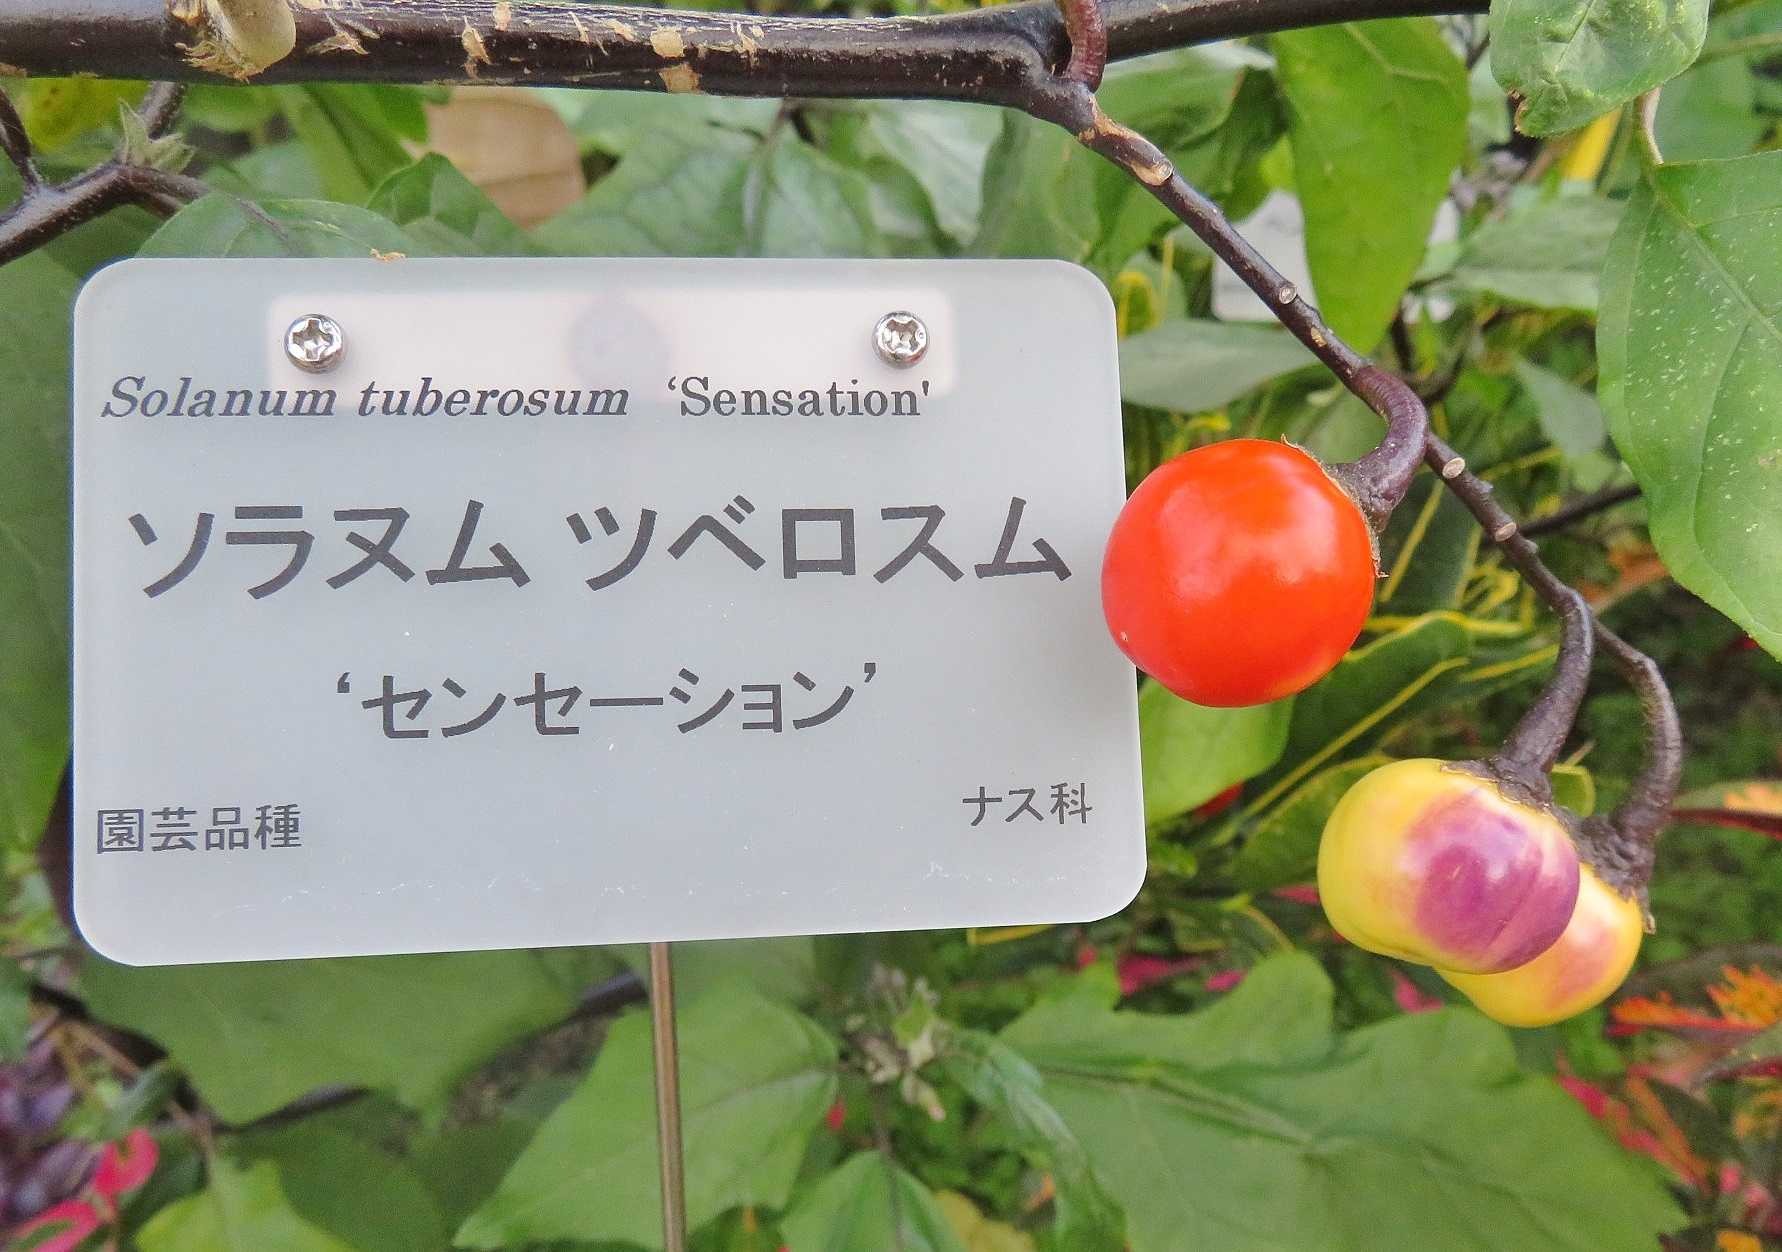 Solanum tuberosum ‘Sensation'
ソラヌム ツベロスム
‘センセーション’
園芸品種
ナス科